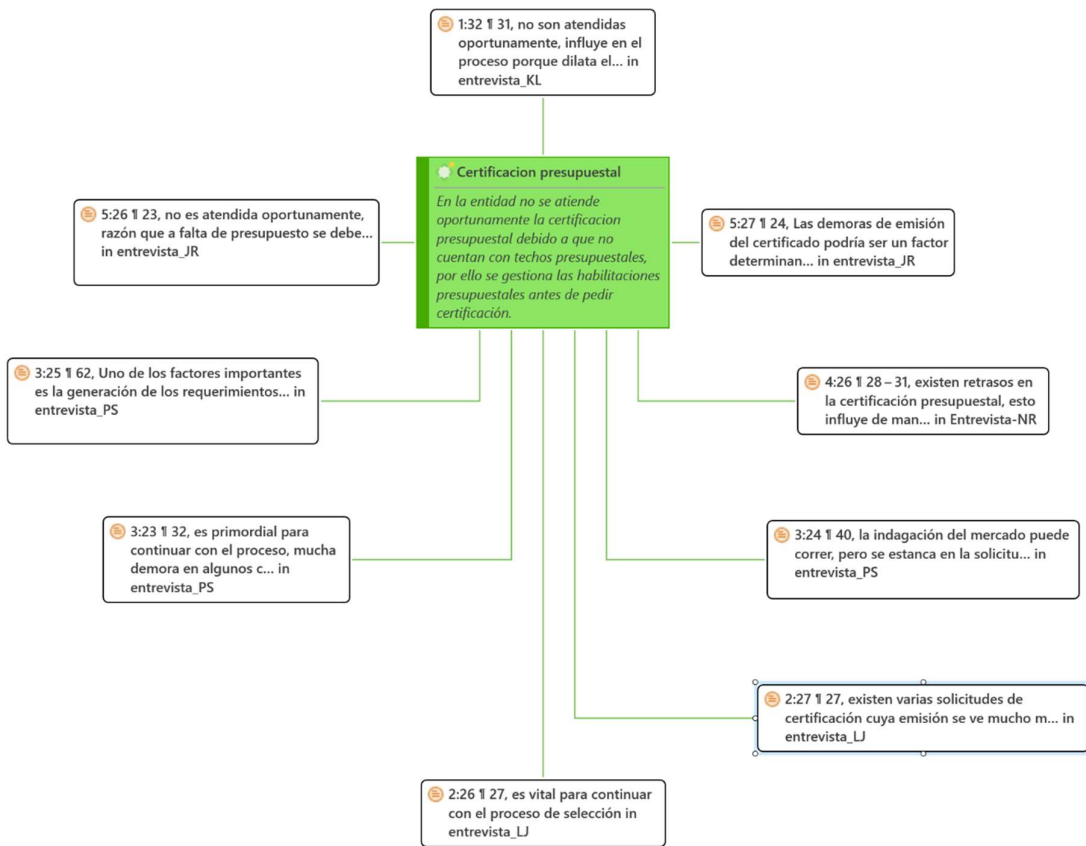 1:32 ¶ 31, no son atendidas
oportunamente, influye en el
proceso porque dilata el... in
entrevista_KL
Certificacion presupuestal
En la entidad no se atiende
oportunamente la certificacion
presupuestal debido a que no
cuentan con techos presupuestales,
por ello se gestiona las habilitaciones
presupuestales antes de pedir
certificación.
5:26 ¶ 23, no es atendida oportunamente,
razón que a falta de presupuesto se debe...
in entrevista_JR
5:27 ¶ 24, Las demoras de emisión
del certificado podría ser un factor
determinan... in entrevista_JR
3:25 ¶ 62, Uno de los factores importantes
es la generación de los requerimientos... in
entrevista_PS
4:26 ¶ 28 – 31, existen retrasos en
la certificación presupuestal, esto
influye de man... in Entrevista-NR
3:23 ¶ 32, es primordial para
continuar con el proceso, mucha
demora en algunos c... in
entrevista_PS
3:24 ¶ 40, la indagación del mercado puede
correr, pero se estanca en la solicitu... in
entrevista_PS
2:27 ¶ 27, existen varias solicitudes de
certificación cuya emisión se ve mucho m... in
entrevista_LJ
2:26 ¶ 27, es vital para continuar
con el proceso de selección in
entrevista_LJ